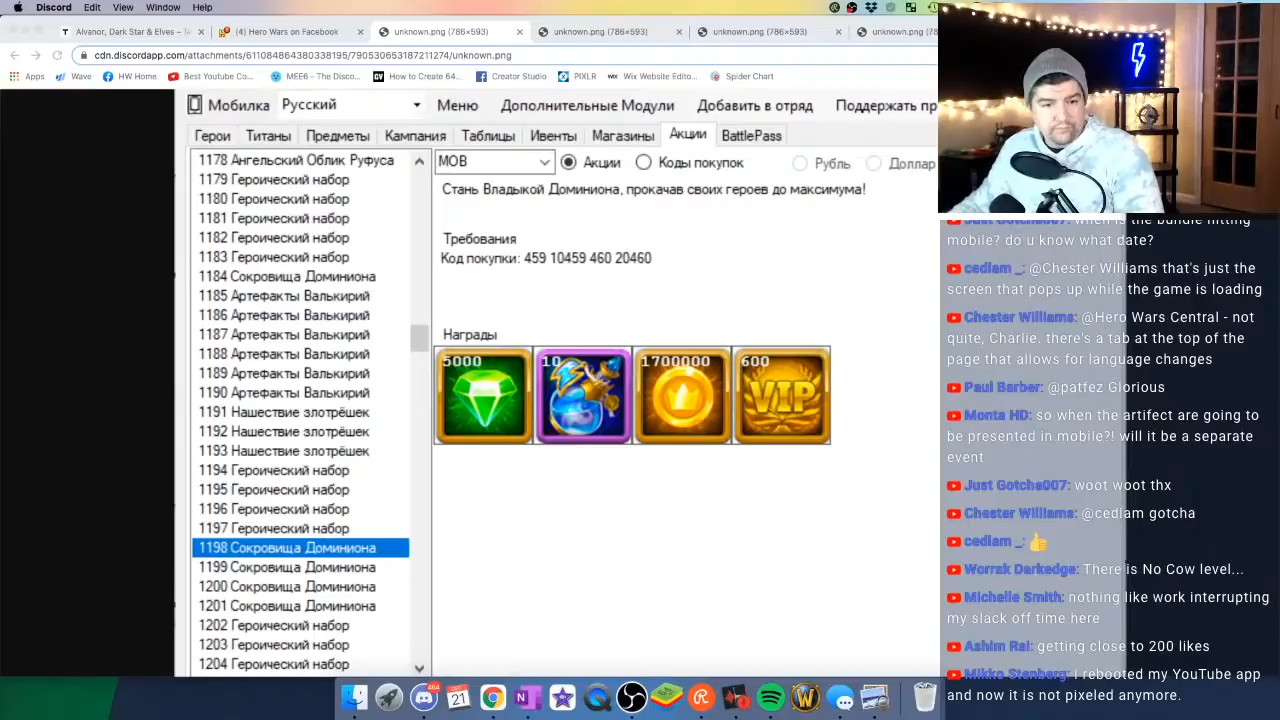 Discord Edit View Window Help
Alvanor, Dark Star & Elves – Te
(4) Hero Wars on Facebook
unknown.png (786×593)
unknown.png (786×593)
unknown.png (786×593)
cdn.discordapp.com/attachments/611084864380338195/790530653187211274/unknown.png
Apps Wave HW Home Best Youtube Co... MEE6 - The Disco... How to Create 64... Creator Studio PIXLR Wix Website Edito... Spider Chart
Мобилка Русский Меню Дополнительные Модули Добавить в отряд Поддержать пр
Герои Титаны Предметы Кампания Таблицы Ивенты Магазины Акции BattlePass
MOB Акции Коды покупок Рубль Доллар
Стань Владыкой Доминиона, прокачав своих героев до максимума!
Требования
Код покупки: 459 10459 460 20460
Награды
5000 10 1700000 600
VIP
1178 Ангельский Облик Руфуса
1179 Героический набор
1180 Героический набор
1181 Героический набор
1182 Героический набор
1183 Героический набор
1184 Сокровища Доминиона
1185 Артефакты Валькирий
1186 Артефакты Валькирий
1187 Артефакты Валькирий
1188 Артефакты Валькирий
1189 Артефакты Валькирий
1190 Артефакты Валькирий
1191 Нашествие злотрёшек
1192 Нашествие злотрёшек
1193 Нашествие злотрёшек
1194 Героический набор
1195 Героический набор
1196 Героический набор
1197 Героический набор
1198 Сокровища Доминиона
1199 Сокровища Доминиона
1200 Сокровища Доминиона
1201 Сокровища Доминиона
1202 Героический набор
1203 Героический набор
1204 Героический набор
Just Gotcha007: when is the bundle hitting
mobile? do u know what date?
cedlam _: @Chester Williams that's just the
screen that pops up while the game is loading
Chester Williams: @Hero Wars Central - not
quite, Charlie. there's a tab at the top of the
page that allows for language changes
Paul Barber: @patfez Glorious
Monta HD: so when the artifect are going to
be presented in mobile?! will it be a separate
event
Just Gotcha007: woot woot thx
Chester Williams: @cedlam gotcha
cedlam _: 👍
Worrak Darkedge: There is No Cow level...
Michelle Smith: nothing like work interrupting
my slack off time here
Ashim Rai: getting close to 200 likes
Mikko Stenberg: I rebooted my YouTube app
and now it is not pixeled anymore.
464
DEC
21